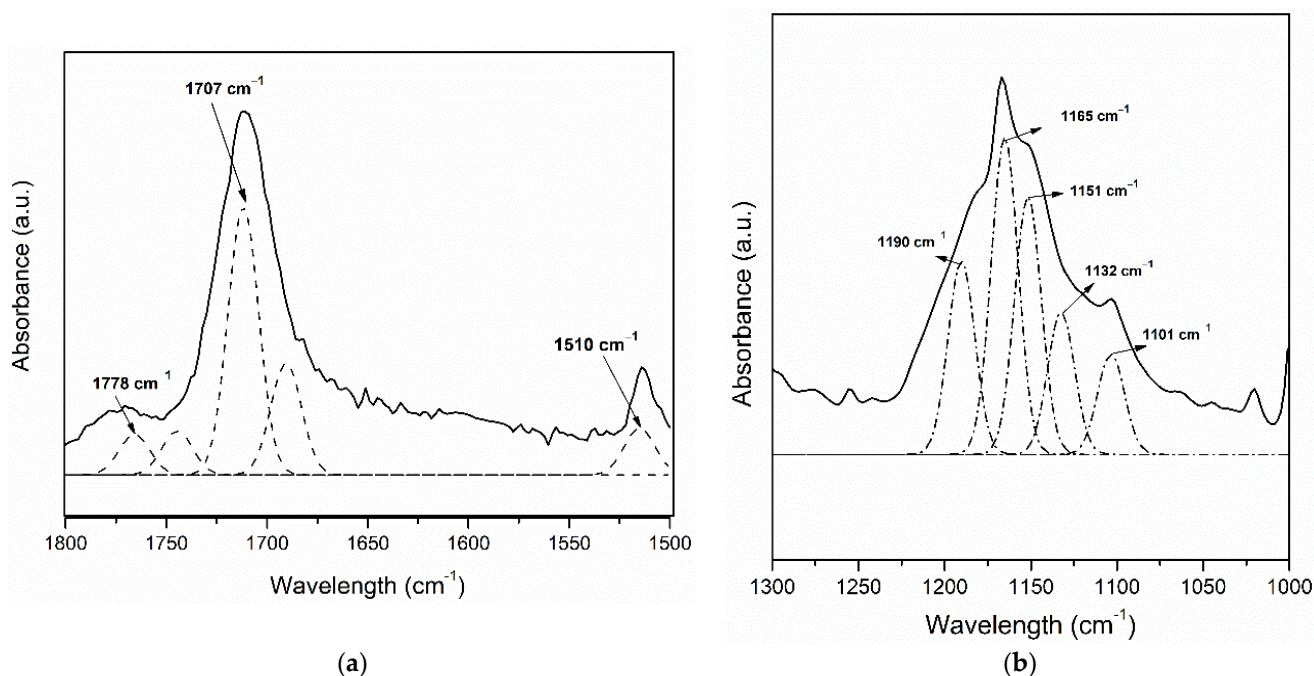 1707 cm⁻¹
1778 cm⁻¹
1510 cm⁻¹
Absorbance (a.u.)
1800 1750 1700 1650 1600 1550 1500
Wavelength (cm⁻¹)
(a)
1165 cm⁻¹
1151 cm⁻¹
1190 cm⁻¹
1132 cm⁻¹
1101 cm⁻¹
Absorbance (a.u.)
1300 1250 1200 1150 1100 1050 1000
Wavelength (cm⁻¹)
(b)